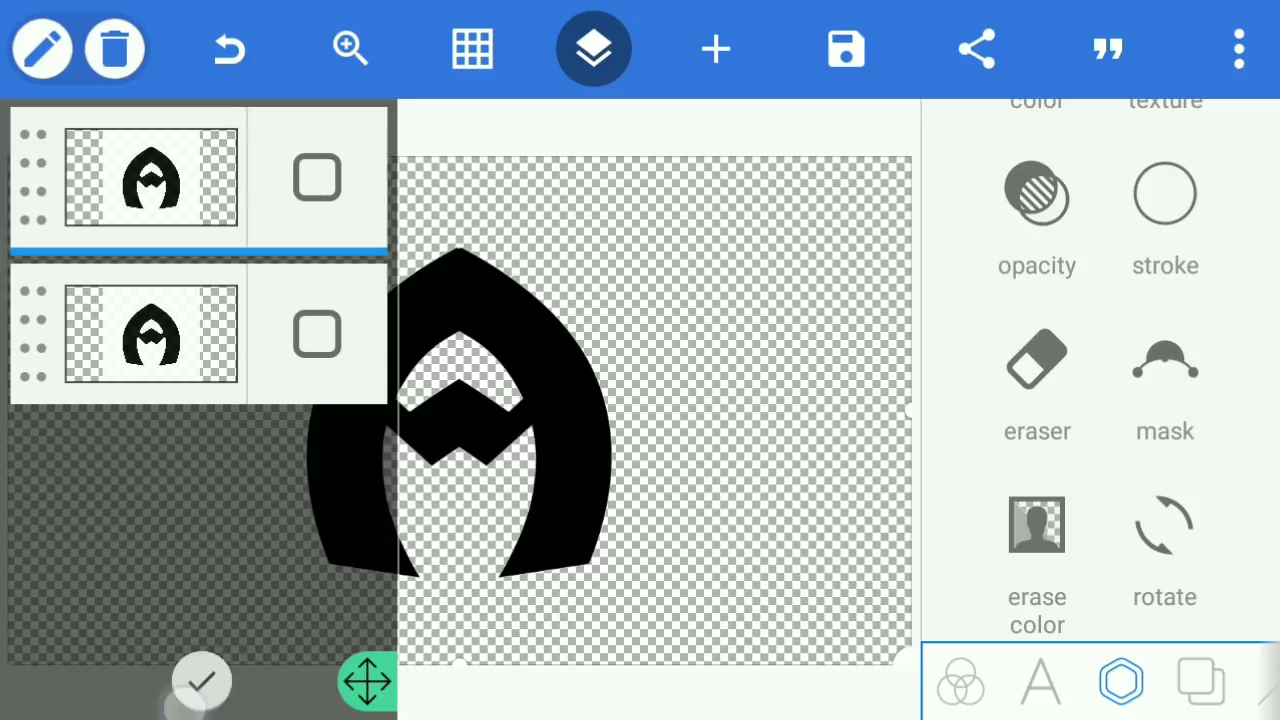 color texture
opacity stroke
eraser mask
erase color rotate